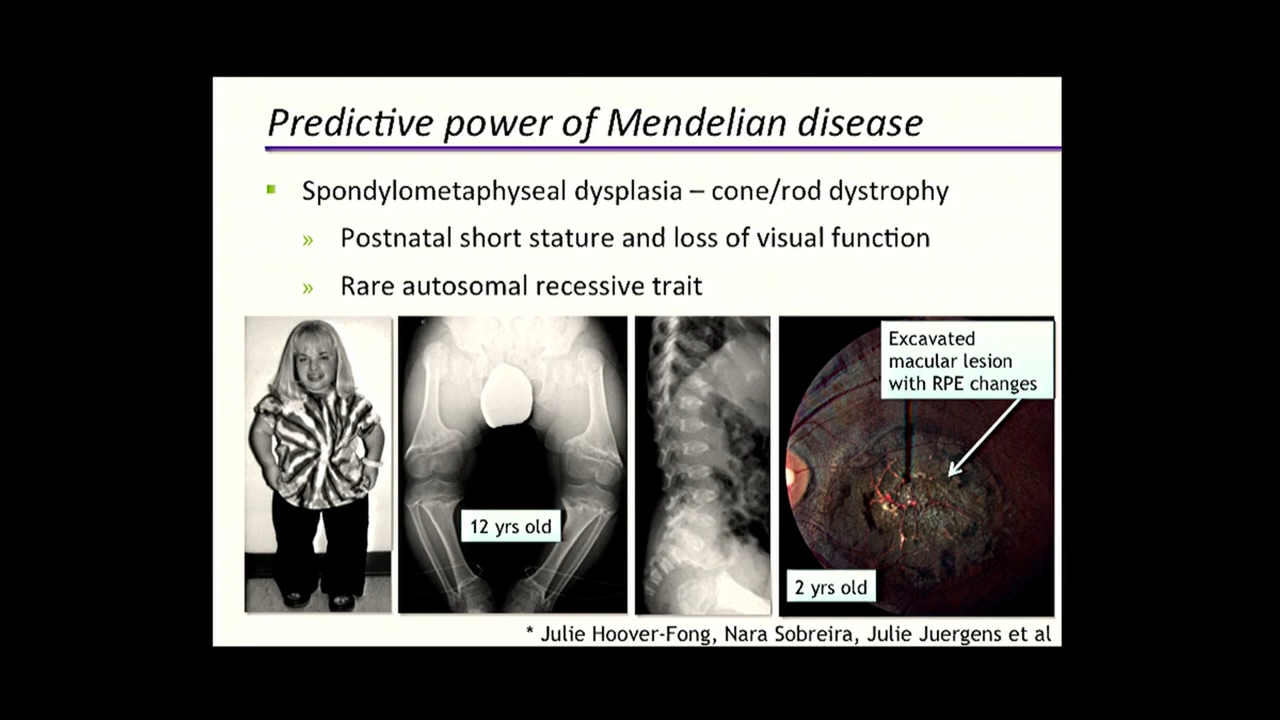 Predictive power of Mendelian disease
Spondylometaphyseal dysplasia – cone/rod dystrophy
» Postnatal short stature and loss of visual function
» Rare autosomal recessive trait
Excavated
macular lesion
with RPE changes
12 yrs old
2 yrs old
* Julie Hoover-Fong, Nara Sobreira, Julie Juergens et al